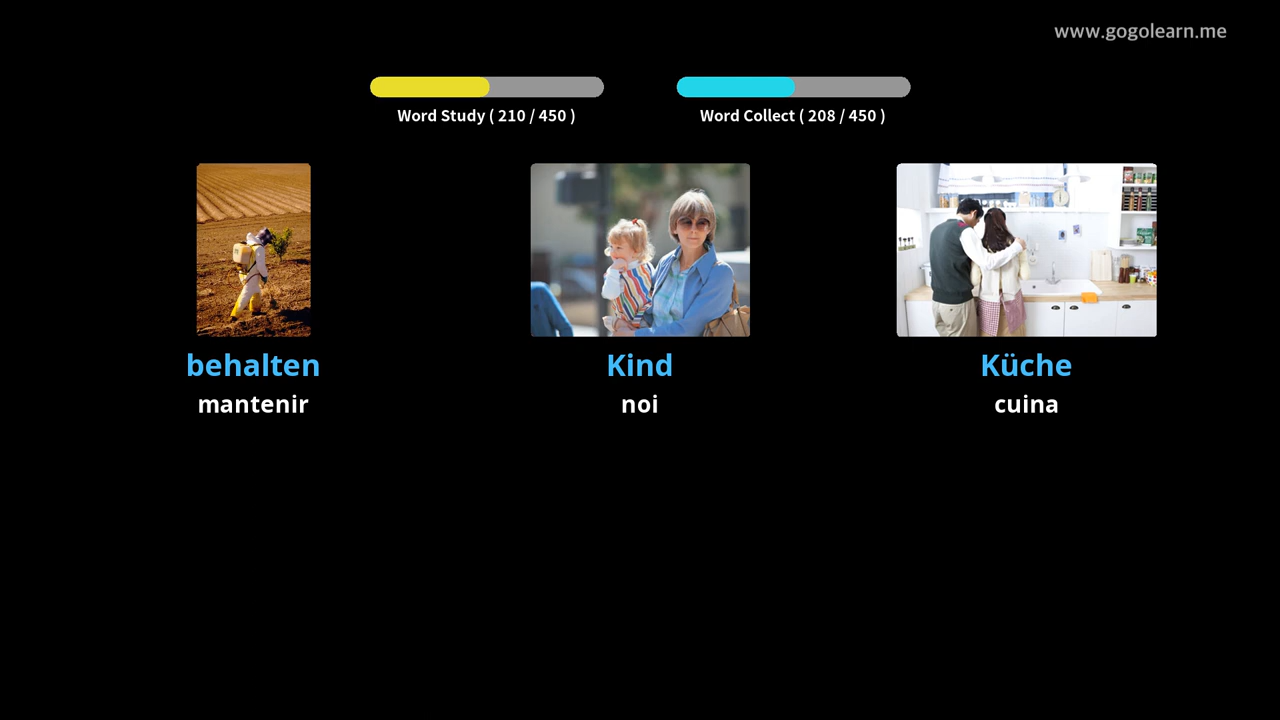 www.gogolearn.me
Word Study ( 210 / 450 )
Word Collect ( 208 / 450 )
behalten
mantenir
Kind
noi
Küche
cuina